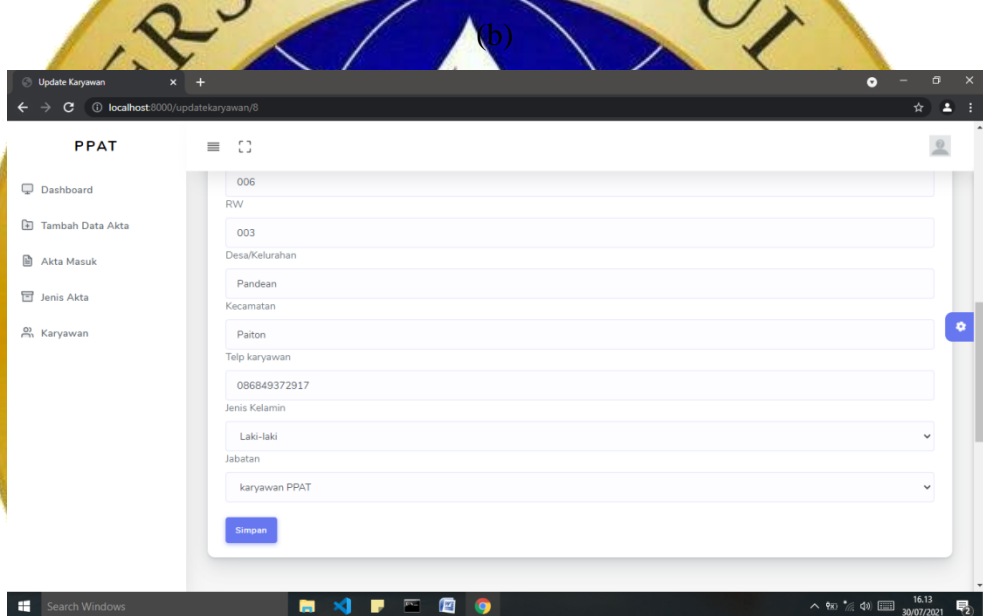 (b)
Update Karyawan
localhost:8000/updatekaryawan/8
PPAT
Dashboard
Tambah Data Akta
Akta Masuk
Jenis Akta
Karyawan
006
RW
003
Desa/Kelurahan
Pandean
Kecamatan
Paiton
Telp karyawan
086849372917
Jenis Kelamin
Laki-laki
Jabatan
karyawan PPAT
Simpan
Search Windows
16.13
30/07/2021